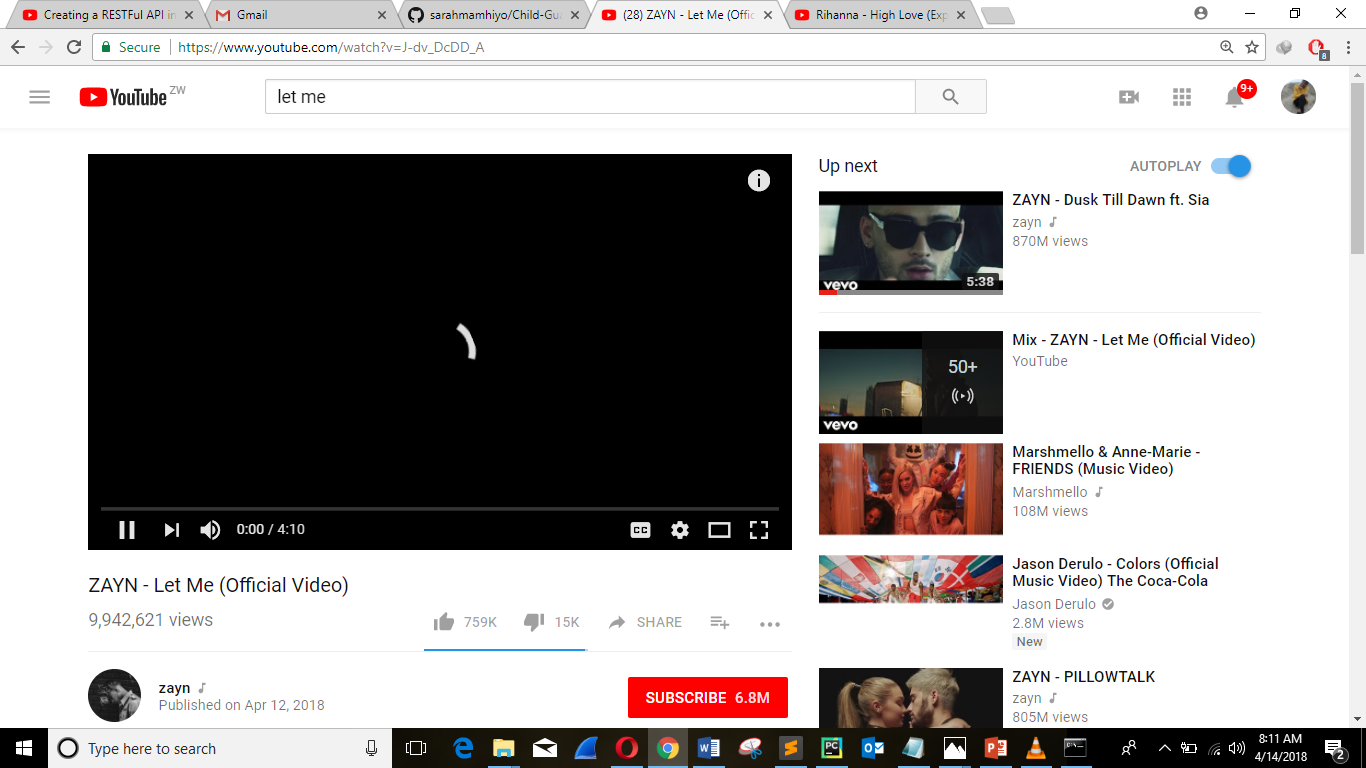 Creating a RESTFul API in
Gmail
sarahmamhiyo/Child-Gua
(28) ZAYN - Let Me (Offic
Rihanna - High Love (Exp
Secure
https://www.youtube.com/watch?v=J-dv_DcDD_A
8
YouTube ZW
let me
9+
Up next
AUTOPLAY
i
ZAYN - Dusk Till Dawn ft. Sia
zayn
870M views
vevo
5:38
Mix - ZAYN - Let Me (Official Video)
YouTube
50+
vevo
Marshmello & Anne-Marie -
FRIENDS (Music Video)
Marshmello
108M views
0:00 / 4:10
CC
Jason Derulo - Colors (Official
Music Video) The Coca-Cola
Jason Derulo
2.8M views
New
ZAYN - Let Me (Official Video)
9,942,621 views
759K
15K
SHARE
zayn
Published on Apr 12, 2018
SUBSCRIBE 6.8M
ZAYN - PILLOWTALK
zayn
805M views
Type here to search
8:11 AM
4/14/2018
2